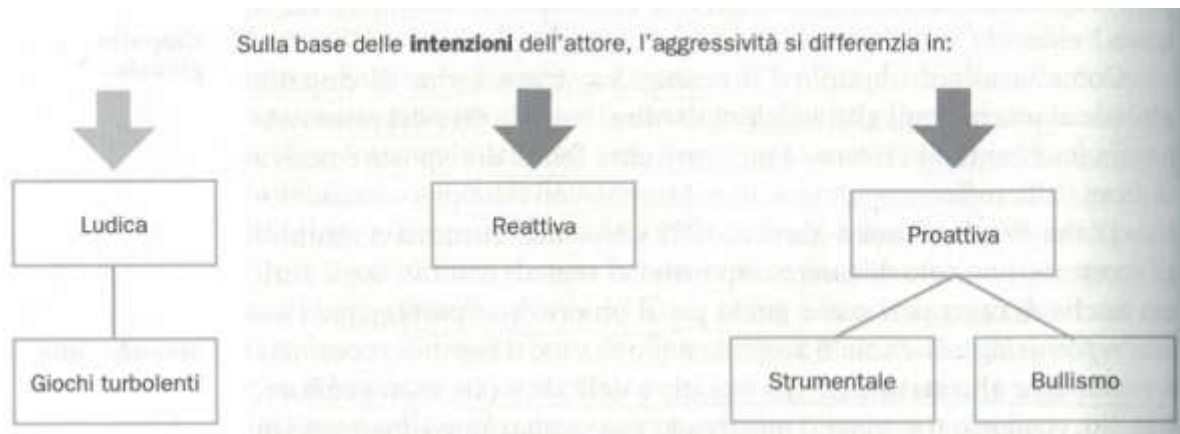 Sulla base delle intenzioni dell'attore, l'aggressività si differenzia in:
Ludica
Reattiva
Proattiva
Giochi turbolenti
Strumentale
Bullismo